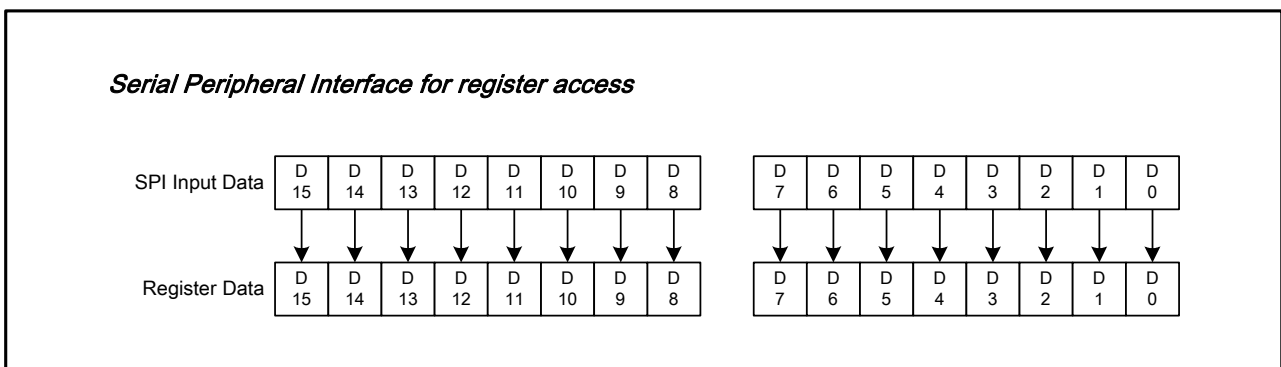 Serial Peripheral Interface for register access
SPI Input Data D 15 D 14 D 13 D 12 D 11 D 10 D 9 D 8 D 7 D 6 D 5 D 4 D 3 D 2 D 1 D 0
Register Data D 15 D 14 D 13 D 12 D 11 D 10 D 9 D 8 D 7 D 6 D 5 D 4 D 3 D 2 D 1 D 0